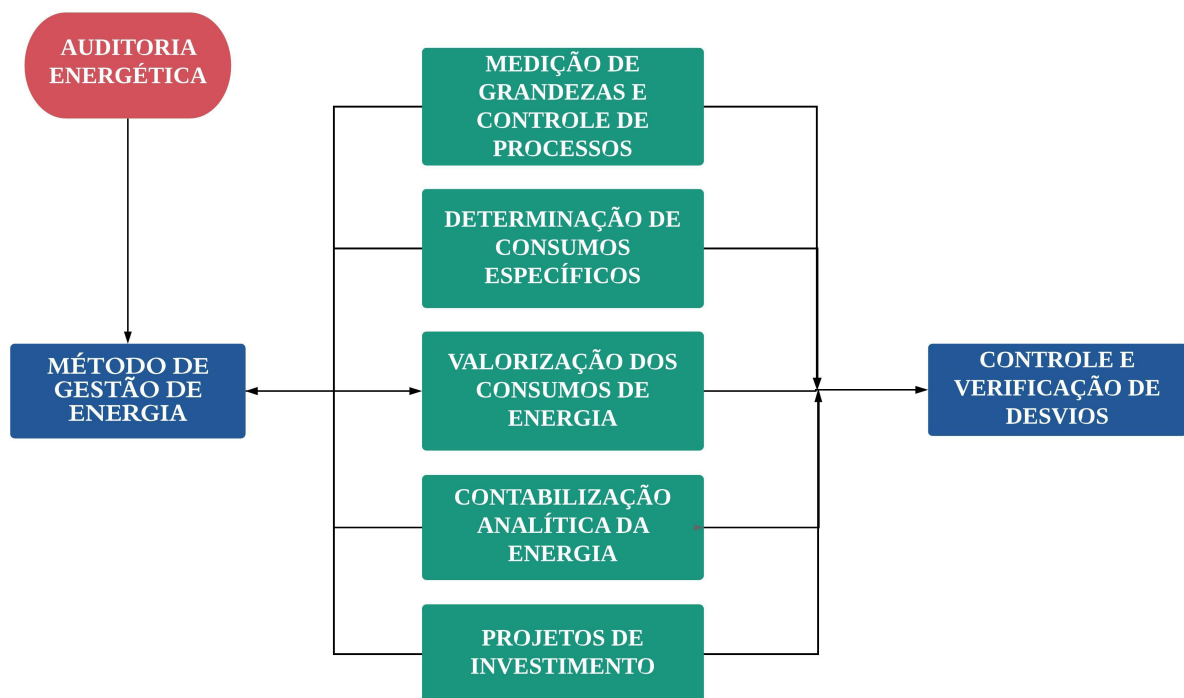 AUDITORIA
ENERGÉTICA
MÉTODO DE
GESTÃO DE
ENERGIA
MEDIÇÃO DE
GRANDEZAS E
CONTROLE DE
PROCESSOS
DETERMINAÇÃO DE
CONSUMOS
ESPECÍFICOS
VALORIZAÇÃO DOS
CONSUMOS DE
ENERGIA
CONTABILIZAÇÃO
ANALÍTICA DA
ENERGIA
PROJETOS DE
INVESTIMENTO
CONTROLE E
VERIFICAÇÃO DE
DESVIOS